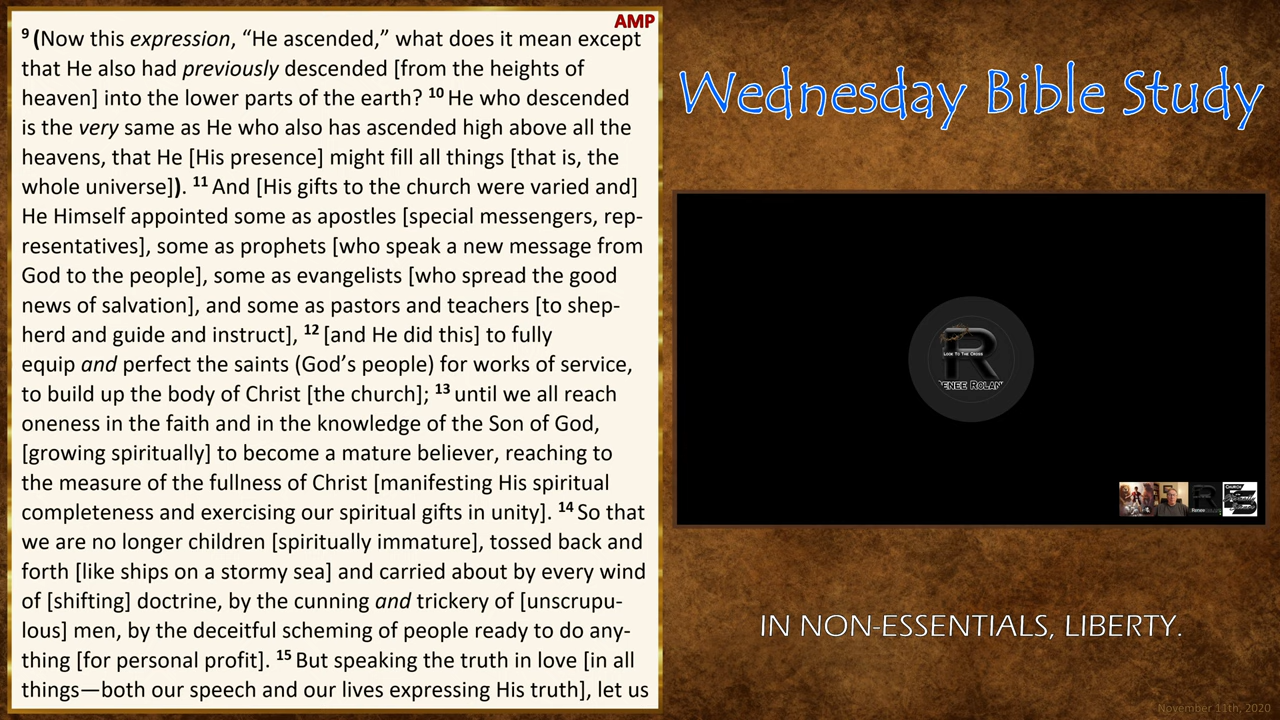 AMP
9 (Now this expression, “He ascended,” what does it mean except
that He also had previously descended [from the heights of
heaven] into the lower parts of the earth? 10 He who descended
is the very same as He who also has ascended high above all the
heavens, that He [His presence] might fill all things [that is, the
whole universe]). 11 And [His gifts to the church were varied and]
He Himself appointed some as apostles [special messengers, rep-
resentatives], some as prophets [who speak a new message from
God to the people], some as evangelists [who spread the good
news of salvation], and some as pastors and teachers [to shep-
herd and guide and instruct], 12 [and He did this] to fully
equip and perfect the saints (God’s people) for works of service,
to build up the body of Christ [the church]; 13 until we all reach
oneness in the faith and in the knowledge of the Son of God,
[growing spiritually] to become a mature believer, reaching to
the measure of the fullness of Christ [manifesting His spiritual
completeness and exercising our spiritual gifts in unity]. 14 So that
we are no longer children [spiritually immature], tossed back and
forth [like ships on a stormy sea] and carried about by every wind
of [shifting] doctrine, by the cunning and trickery of [unscrupu-
lous] men, by the deceitful scheming of people ready to do any-
thing [for personal profit]. 15 But speaking the truth in love [in all
things—both our speech and our lives expressing His truth], let us
Wednesday Bible Study
R
LOOK TO THE CROSS
RENEE ROLAN
Renee
IN NON-ESSENTIALS, LIBERTY.
November 11th, 2020